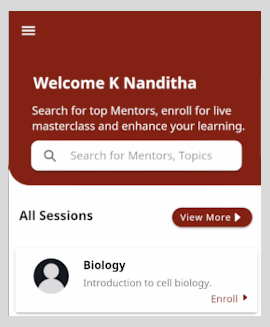 Welcome K Nanditha
Search for top Mentors, enroll for live
masterclass and enhance your learning.
Search for Mentors, Topics
All Sessions
View More
Biology
Introduction to cell biology.
Enroll